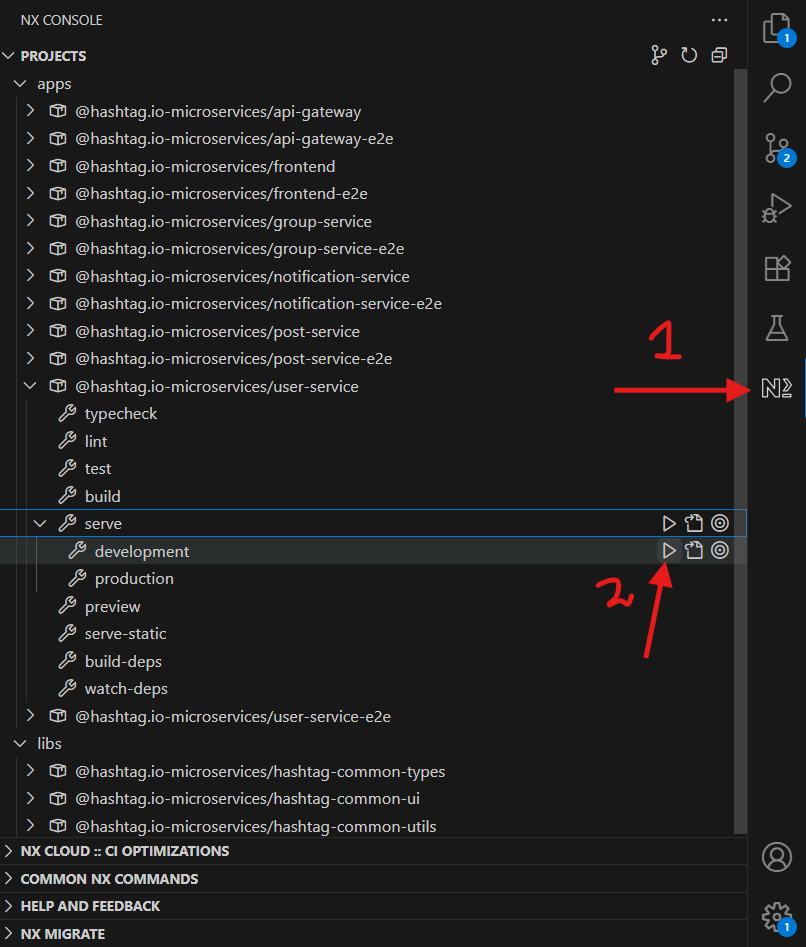 NX CONSOLE
PROJECTS
apps
@hashtag.io-microservices/api-gateway
@hashtag.io-microservices/api-gateway-e2e
@hashtag.io-microservices/frontend
@hashtag.io-microservices/frontend-e2e
@hashtag.io-microservices/group-service
@hashtag.io-microservices/group-service-e2e
@hashtag.io-microservices/notification-service
@hashtag.io-microservices/notification-service-e2e
@hashtag.io-microservices/post-service
@hashtag.io-microservices/post-service-e2e
@hashtag.io-microservices/user-service
typecheck
lint
test
build
serve
development
production
preview
serve-static
build-deps
watch-deps
@hashtag.io-microservices/user-service-e2e
libs
@hashtag.io-microservices/hashtag-common-types
@hashtag.io-microservices/hashtag-common-ui
@hashtag.io-microservices/hashtag-common-utils
NX CLOUD :: CI OPTIMIZATIONS
COMMON NX COMMANDS
HELP AND FEEDBACK
NX MIGRATE
1
2
1
2
N
1